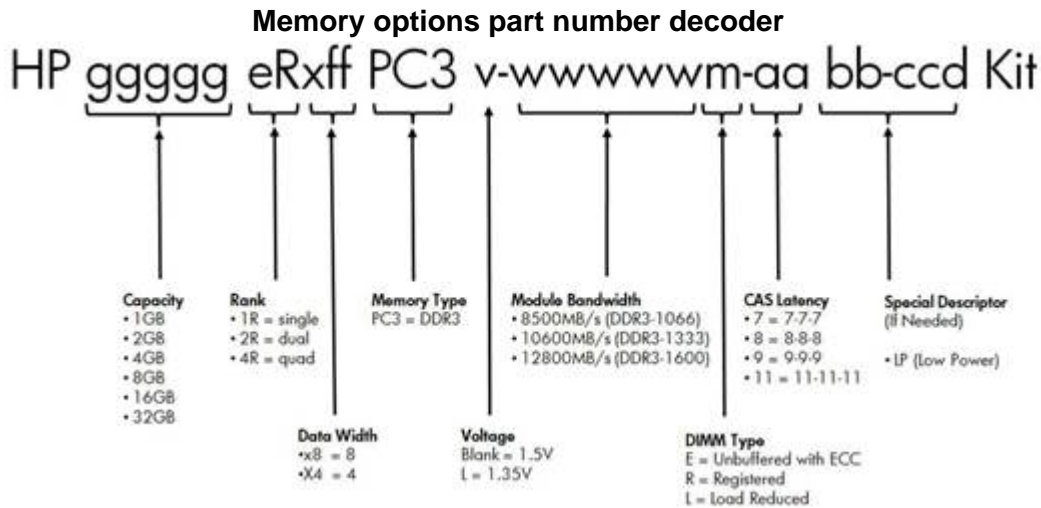 Memory options part number decoder
HP ggggg eRxff PC3 v-wwwwwm-aa bb-ccd Kit
Capacity
• 1GB
• 2GB
• 4GB
• 8GB
• 16GB
• 32GB
Rank
• 1R = single
• 2R = dual
• 4R = quad
Memory Type
PC3 = DDR3
Module Bandwidth
• 8500MB/s (DDR3-1066)
• 10600MB/s (DDR3-1333)
• 12800MB/s (DDR3-1600)
CAS Latency
• 7 = 7-7-7
• 8 = 8-8-8
• 9 = 9-9-9
• 11 = 11-11-11
Special Descriptor
(If Needed)
• LP (Low Power)
Data Width
•x8 = 8
•X4 = 4
Voltage
Blank = 1.5V
L = 1.35V
DIMM Type
E = Unbuffered with ECC
R = Registered
L = Load Reduced